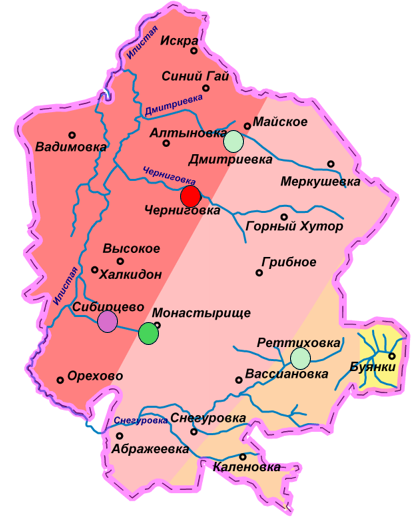 Илистая
Искра
Синий Гай
Дмитриевка
Майское
Алтыновка
Вадимовка
Дмитриевка
Меркушевка
Черниговка
Черниговка
Горный Хутор
Высокое
Халкидон
Грибное
Илистая
Сибирцево
Монастырище
Реттиховка
Буянки
Вассиановка
Орехово
Снегуровка
Снегуровка
Абражеевка
Каленовка